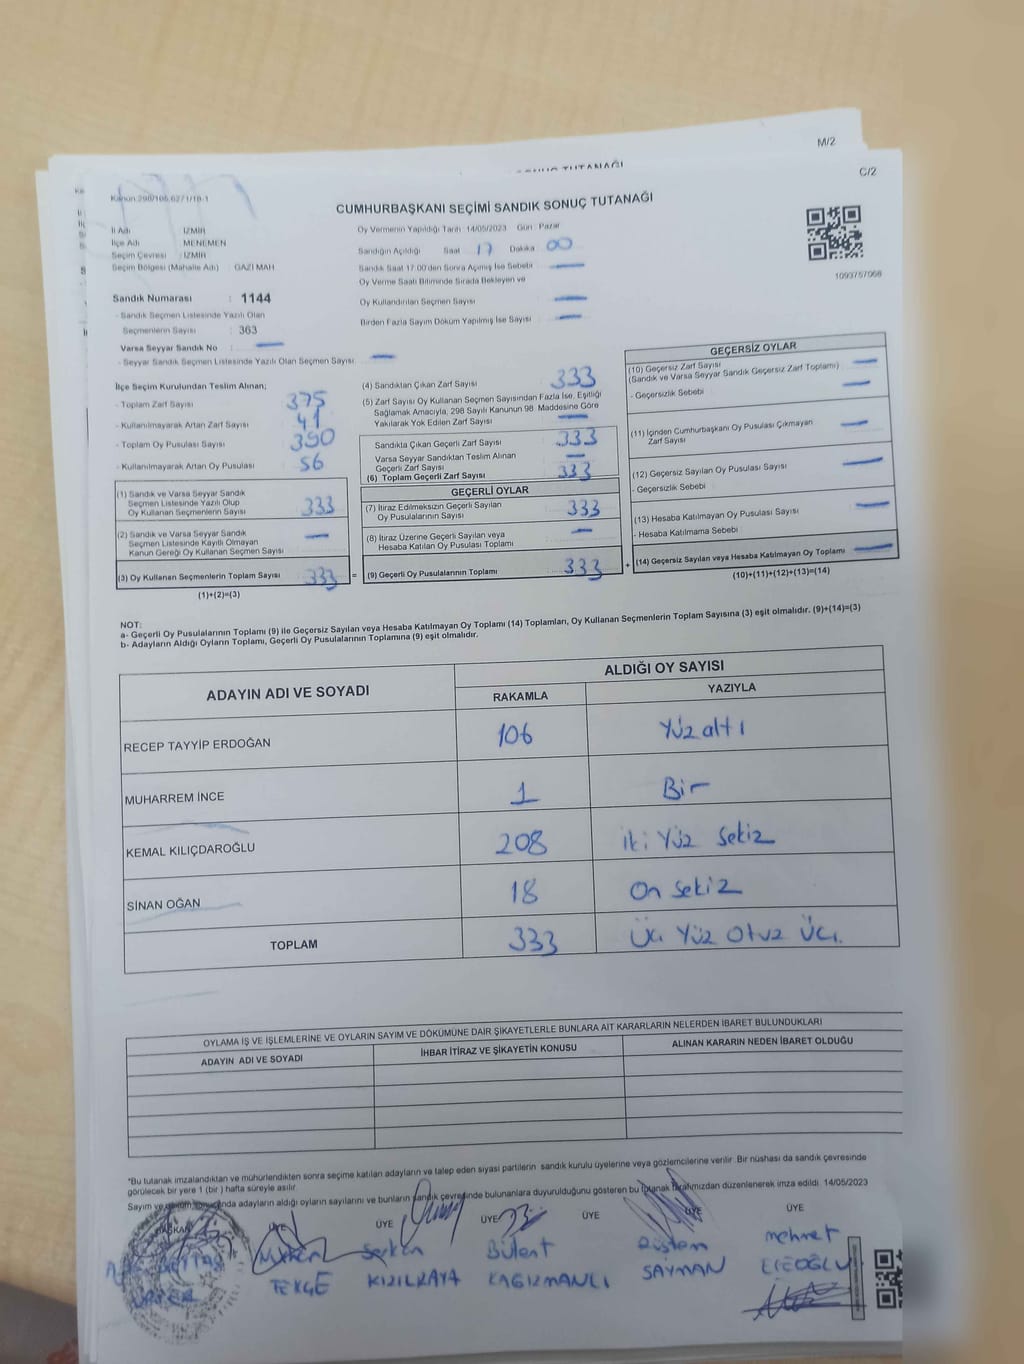 M/2
C/2
Kanun 298/105,6271/18-1
CUMHURBAŞKANI SEÇİMİ SANDIK SONUÇ TUTANAĞI
1093757068
İl Adı : İZMİR
İlçe Adı : MENEMEN
Seçim Çevresi : İZMİR
Seçim Bölgesi (Mahalle Adı) : GAZİ MAH
Sandık Numarası : 1144
- Sandık Seçmen Listesinde Yazılı Olan
Seçmenlerin Sayısı : 363
Varsa Seyyar Sandık No : —
- Seyyar Sandık Seçmen Listesinde Yazılı Olan Seçmen Sayısı : —
Oy Vermenin Yapıldığı Tarih 14/05/2023 Gün Pazar
Sandığın Açıldığı Saat 17 Dakika 00
Sandık Saat 17:00'den Sonra Açılmış İse Sebebi —
Oy Verme Saati Bitiminde Sırada Bekleyen ve
Oy Kullandırılan Seçmen Sayısı —
Birden Fazla Sayım Döküm Yapılmış İse Sayısı —
İlçe Seçim Kurulundan Teslim Alınan;
- Toplam Zarf Sayısı 375
- Kullanılmayarak Artan Zarf Sayısı 41
- Toplam Oy Pusulası Sayısı 390
- Kullanılmayarak Artan Oy Pusulası 56
(1) Sandık ve Varsa Seyyar Sandık
Seçmen Listesinde Yazılı Olup
Oy Kullanan Seçmenlerin Sayısı 333
(2) Sandık ve Varsa Seyyar Sandık
Seçmen Listesinde Kayıtlı Olmayan
Kanun Gereği Oy Kullanan Seçmen Sayısı —
(3) Oy Kullanan Seçmenlerin Toplam Sayısı 333 =
(1)+(2)=(3)
(4) Sandıktan Çıkan Zarf Sayısı 333
(5) Zarf Sayısı Oy Kullanan Seçmen Sayısından Fazla İse, Eşitliği
Sağlamak Amacıyla, 298 Sayılı Kanunun 98. Maddesine Göre
Yakılarak Yok Edilen Zarf Sayısı —
Sandıkta Çıkan Geçerli Zarf Sayısı 333
Varsa Seyyar Sandıktan Teslim Alınan
Geçerli Zarf Sayısı —
(6) Toplam Geçerli Zarf Sayısı 333
GEÇERLİ OYLAR
(7) İtiraz Edilmeksizin Geçerli Sayılan
Oy Pusulalarının Sayısı 333
(8) İtiraz Üzerine Geçerli Sayılan veya
Hesaba Katılan Oy Pusulası Toplamı —
(9) Geçerli Oy Pusulalarının Toplamı 333 +
GEÇERSİZ OYLAR
(10) Geçersiz Zarf Sayısı —
(Sandık ve Varsa Seyyar Sandık Geçersiz Zarf Toplamı)
- Geçersizlik Sebebi —
(11) İçinden Cumhurbaşkanı Oy Pusulası Çıkmayan
Zarf Sayısı —
(12) Geçersiz Sayılan Oy Pusulası Sayısı —
- Geçersizlik Sebebi
(13) Hesaba Katılmayan Oy Pusulası Sayısı —
- Hesaba Katılmama Sebebi
(14) Geçersiz Sayılan veya Hesaba Katılmayan Oy Toplamı —
(10)+(11)+(12)+(13)=(14)
NOT:
a- Geçerli Oy Pusulalarının Toplamı (9) ile Geçersiz Sayılan veya Hesaba Katılmayan Oy Toplamı (14) Toplamları, Oy Kullanan Seçmenlerin Toplam Sayısına (3) eşit olmalıdır. (9)+(14)=(3)
b- Adayların Aldığı Oyların Toplamı, Geçerli Oy Pusulalarının Toplamına (9) eşit olmalıdır.
ADAYIN ADI VE SOYADI
ALDIĞI OY SAYISI
RAKAMLA YAZIYLA
RECEP TAYYİP ERDOĞAN 106 Yüz altı
MUHARREM İNCE 1 Bir
KEMAL KILIÇDAROĞLU 208 iki Yüz Sekiz
SİNAN OĞAN 18 On Sekiz
TOPLAM 333 Üç Yüz Otuz Üç.
OYLAMA İŞ VE İŞLEMLERİNE VE OYLARIN SAYIM VE DÖKÜMÜNE DAİR ŞİKAYETLERLE BUNLARA AİT KARARLARIN NELERDEN İBARET BULUNDUKLARI
ADAYIN ADI VE SOYADI İHBAR İTİRAZ VE ŞİKAYETİN KONUSU ALINAN KARARIN NEDEN İBARET OLDUĞU
*Bu tutanak imzalandıktan ve mühürlendikten sonra seçime katılan adayların ve talep eden siyasi partilerin sandık kurulu üyelerine veya gözlemcilerine verilir. Bir nüshası da sandık çevresinde
görülecek bir yere 1 (bir) hafta süreyle asılır.
Sayım ve döküm sonucunda adayların aldığı oyların sayılarını ve bunların sandık çevresinde bulunanlara duyurulduğunu gösteren bu tutanak tarafımızdan düzenlenerek imza edildi. 14/05/2023
BAŞKAN ÜYE ÜYE ÜYE ÜYE ÜYE ÜYE
Serkan Bülent Rüstem mehmet
TEKGE KIZILKAYA KAGIZMANLI SAYMAN